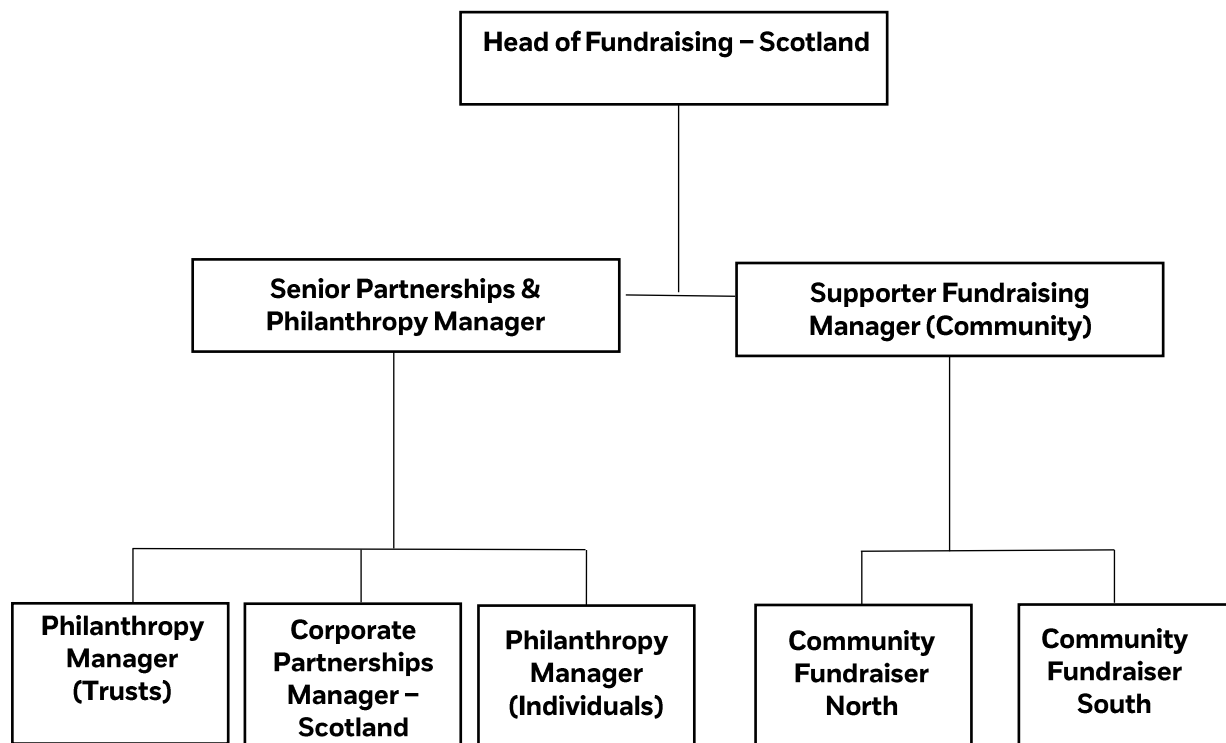 Head of Fundraising – Scotland
Senior Partnerships &
Philanthropy Manager
Supporter Fundraising
Manager (Community)
Philanthropy
Manager
(Trusts)
Corporate
Partnerships
Manager –
Scotland
Philanthropy
Manager
(Individuals)
Community
Fundraiser
North
Community
Fundraiser
South